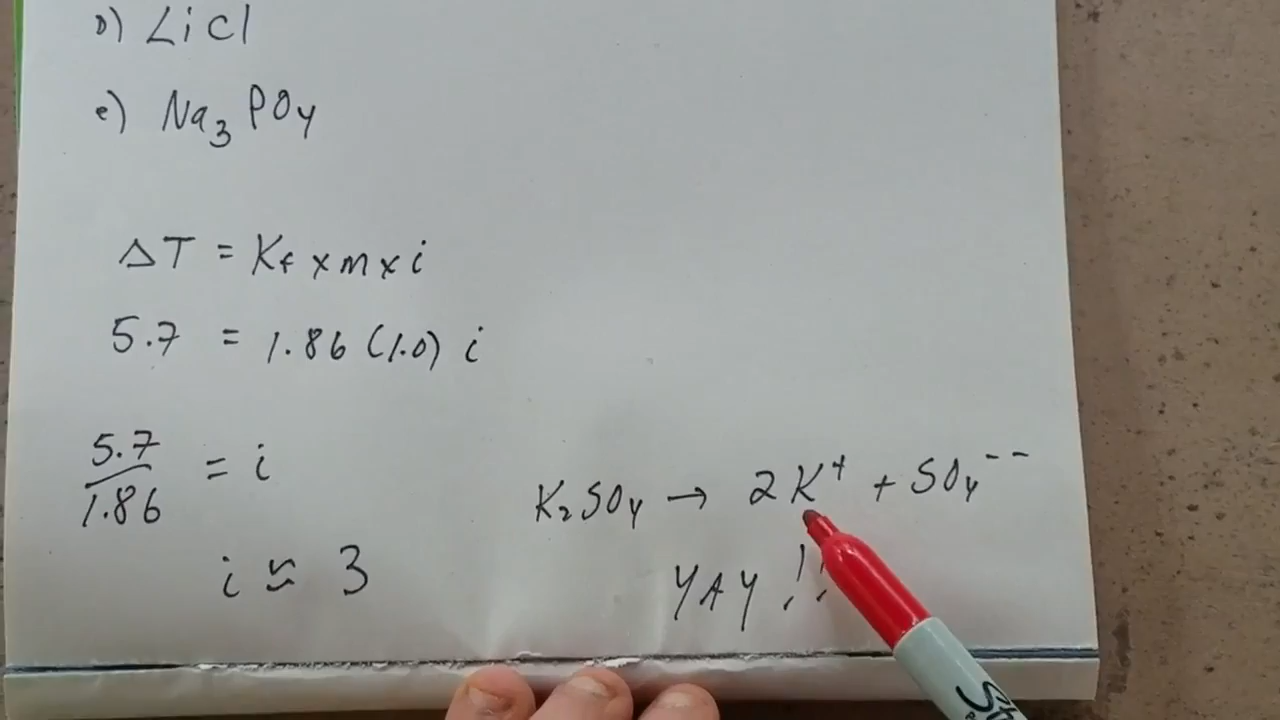 D) LiCl
e) Na3PO4
ΔT = Kf x m x i
5.7 = 1.86 (1.0) i
5.7/1.86 = i
K2SO4 → 2K+ + SO4--
i ≈ 3
YAY !!